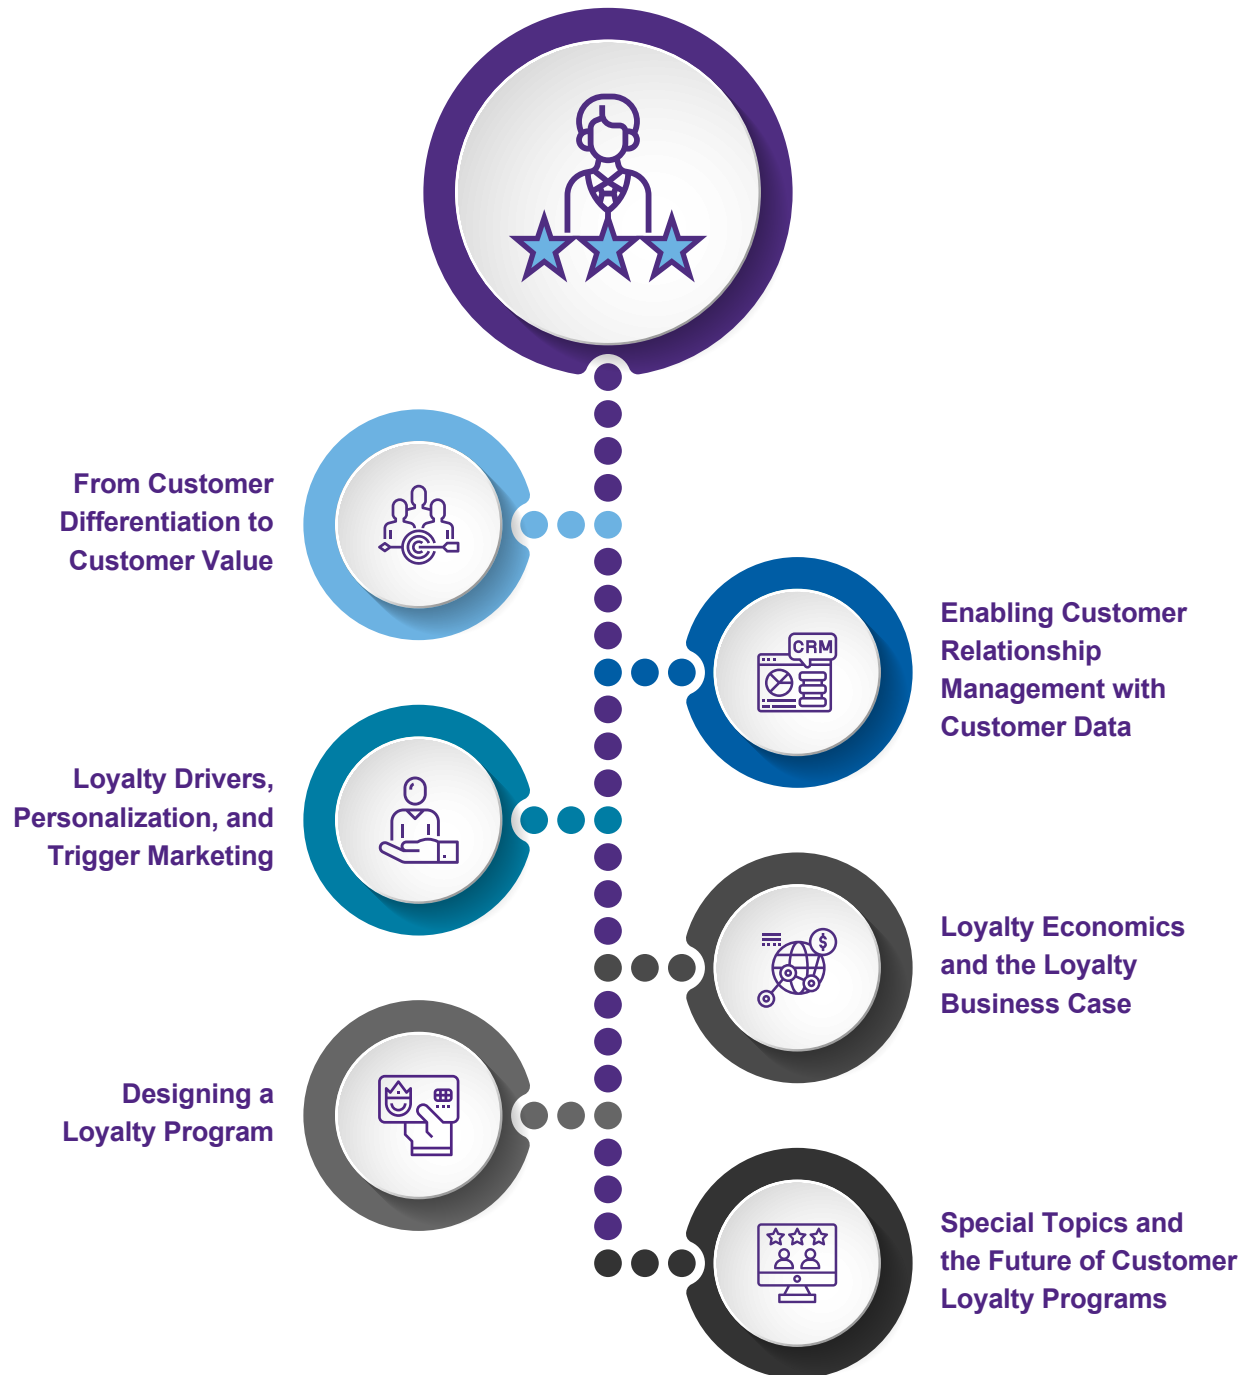 From Customer
Differentiation to
Customer Value
CRM
Enabling Customer
Relationship
Management with
Customer Data
Loyalty Drivers,
Personalization, and
Trigger Marketing
$
Loyalty Economics
and the Loyalty
Business Case
Designing a
Loyalty Program
Special Topics and
the Future of Customer
Loyalty Programs